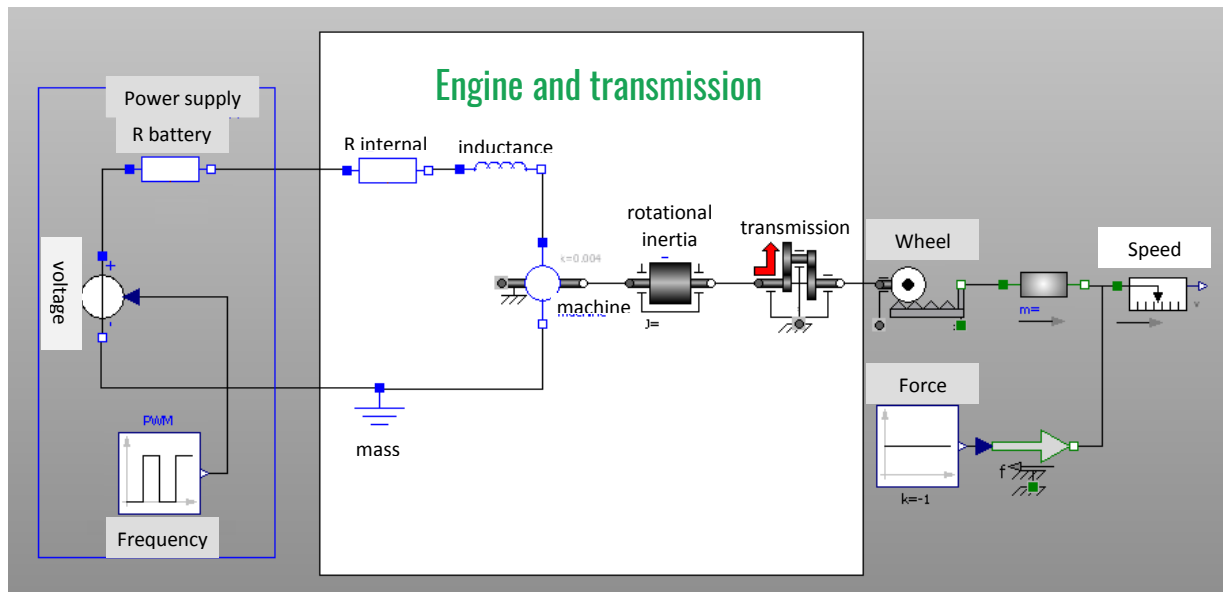 Engine and transmission
Power supply
R battery
R internal
inductance
rotational
inertia
transmission
Wheel
Speed
voltage
+
-
k=0.004
machine
J=
m=
v
Force
PWM
mass
f
k=-1
Frequency